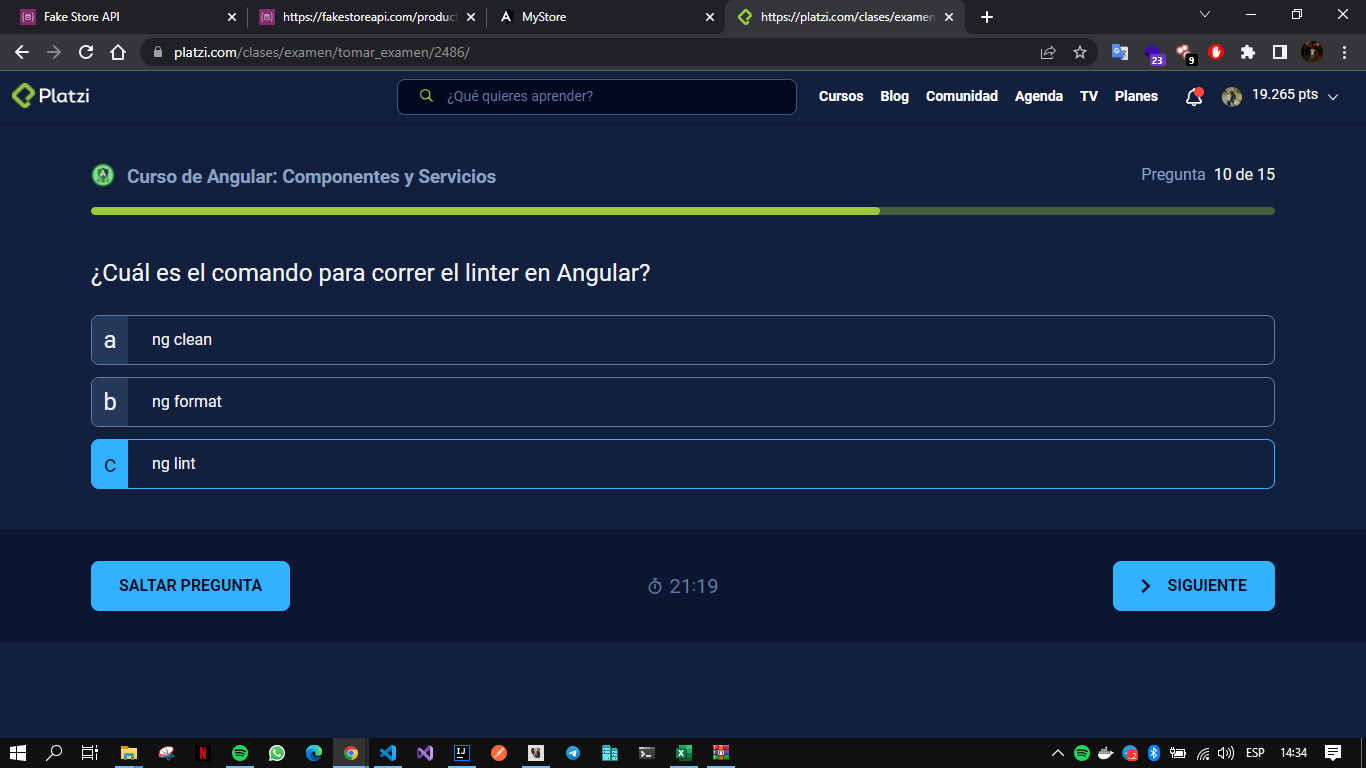 Fake Store API
https://fakestoreapi.com/product
MyStore
https://platzi.com/clases/examen
platzi.com/clases/examen/tomar_examen/2486/
23
9
Platzi
¿Qué quieres aprender?
Cursos
Blog
Comunidad
Agenda
TV
Planes
19.265 pts
Curso de Angular: Componentes y Servicios
Pregunta 10 de 15
¿Cuál es el comando para correr el linter en Angular?
a
ng clean
b
ng format
c
ng lint
SALTAR PREGUNTA
21:19
SIGUIENTE
ESP
14:34